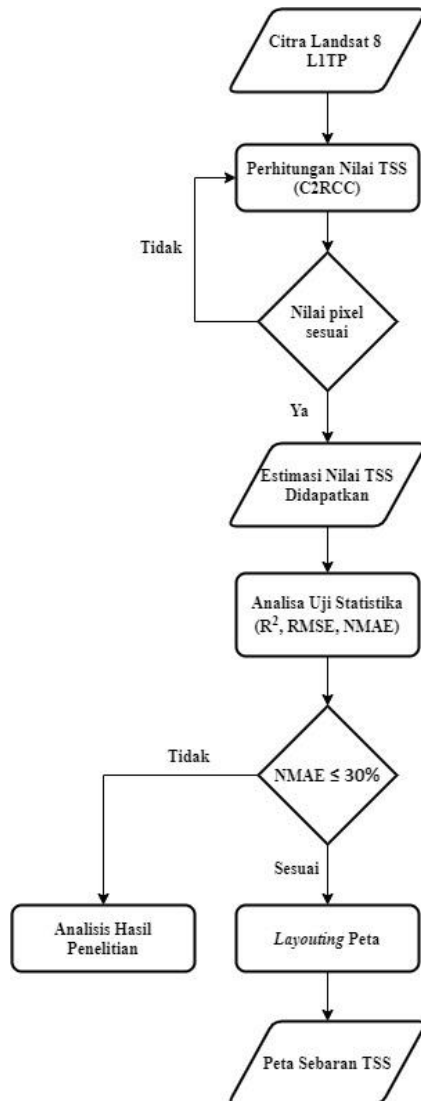 Citra Landsat 8
L1TP
Perhitungan Nilai TSS
(C2RCC)
Tidak
Nilai pixel
sesuai
Ya
Estimasi Nilai TSS
Didapatkan
Analisa Uji Statistika
(R², RMSE, NMAE)
Tidak
NMAE ≤ 30%
Sesuai
Analisis Hasil
Penelitian
Layouting Peta
Peta Sebaran TSS